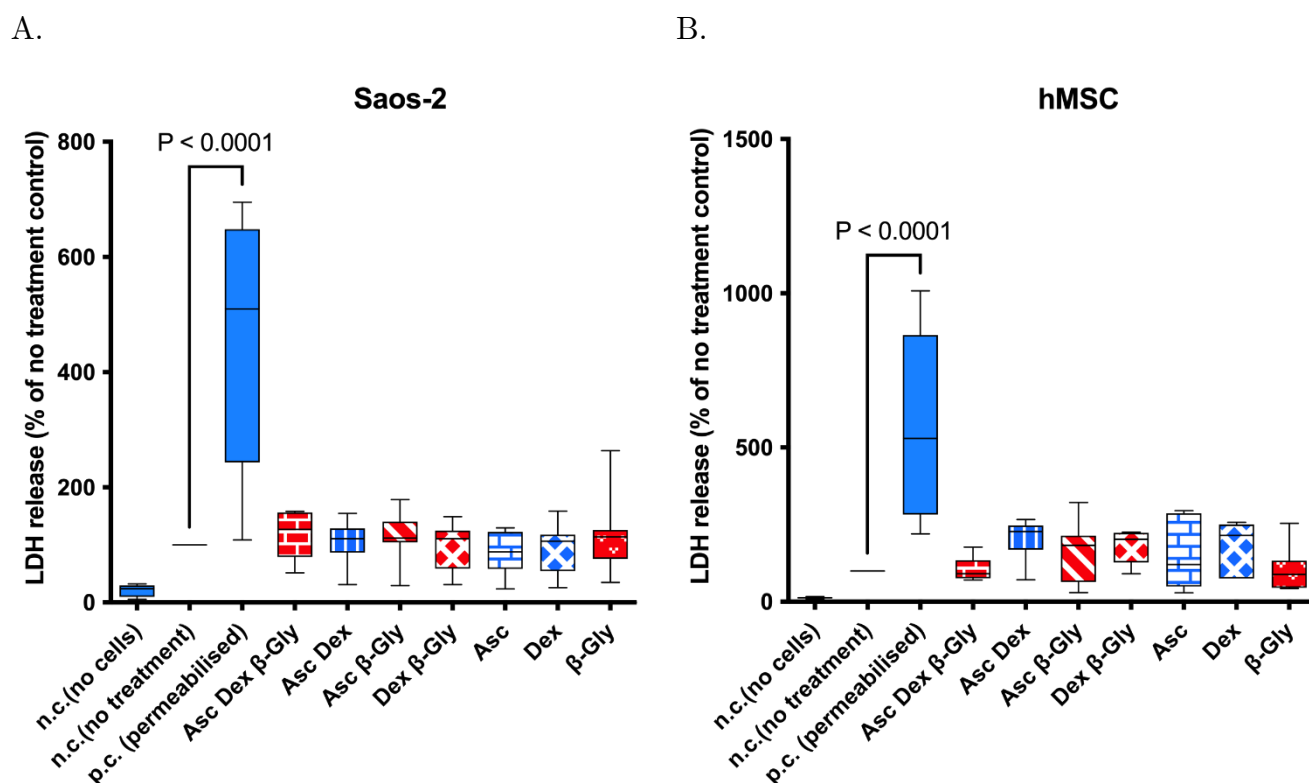 A.
Saos-2
LDH release (% of no treatment control)
800
600
400
200
0
P < 0.0001
n.c.(no cells)
n.c.(no treatment)
p.c. (permeabilised)
Asc Dex β-Gly
Asc Dex
Asc β-Gly
Dex β-Gly
Asc
Dex
β-Gly
B.
hMSC
LDH release (% of no treatment control)
1500
1000
500
0
P < 0.0001
n.c.(no cells)
n.c.(no treatment)
p.c. (permeabilised)
Asc Dex β-Gly
Asc Dex
Asc β-Gly
Dex β-Gly
Asc
Dex
β-Gly